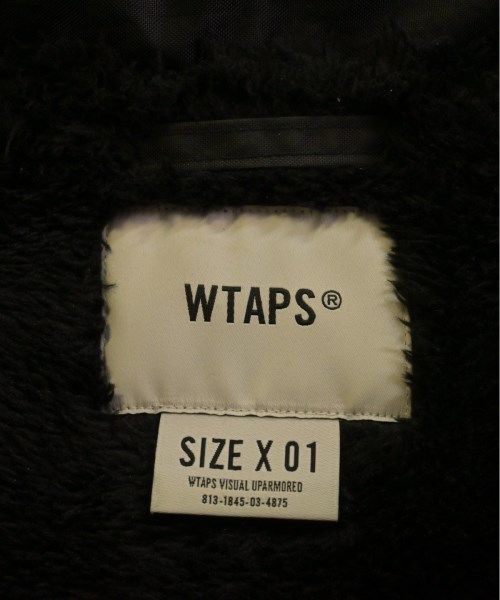 WTAPS®
SIZE X 01
WTAPS VISUAL UPARMORED
813-1845-03-4875